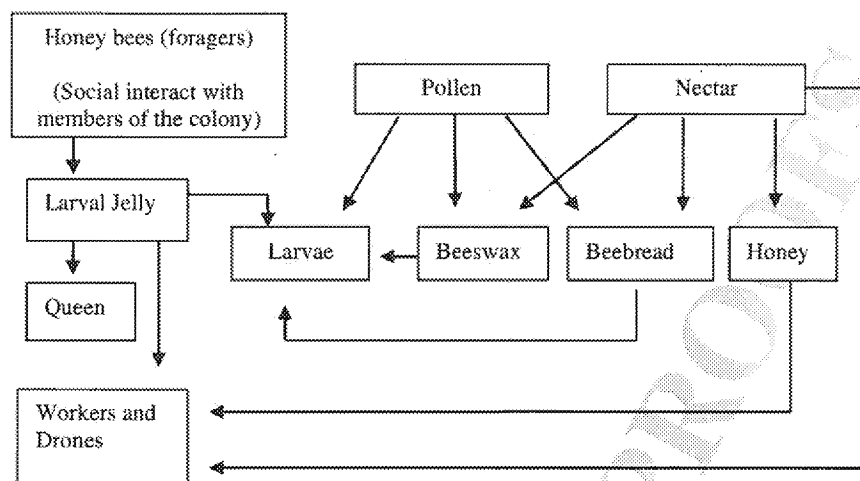 Honey bees (foragers)
(Social interact with
members of the colony)
Pollen
Nectar
Larval Jelly
Larvae
Beeswax
Beebread
Honey
Queen
Workers and
Drones